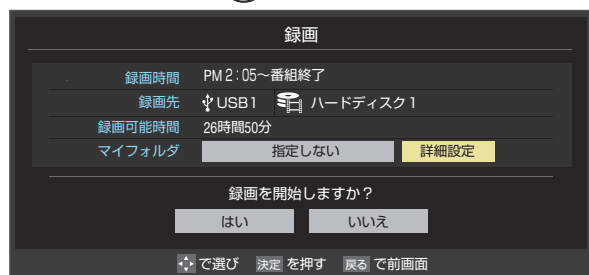 録画
録画時間 PM 2：05～番組終了
録画先 USB1 ハードディスク1
録画可能時間 26時間50分
マイフォルダ 指定しない 詳細設定
録画を開始しますか？
はい いいえ
で選び 決定 を押す 戻る で前画面